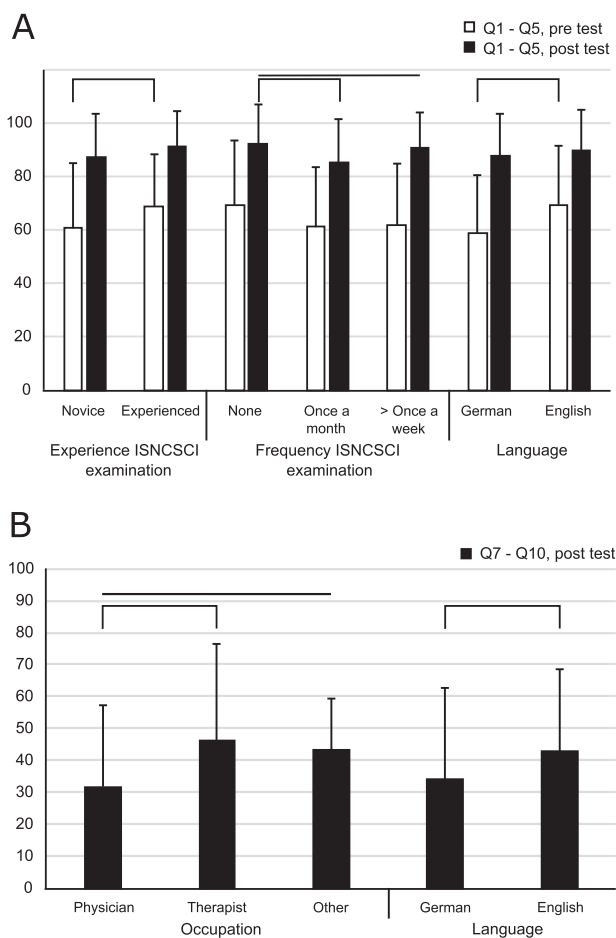 A
Q1 - Q5, pre test
Q1 - Q5, post test
100
80
60
40
20
0
Novice Experienced None Once a month > Once a week German English
Experience ISNCSCI examination Frequency ISNCSCI examination Language
B
Q7 - Q10, post test
100
90
80
70
60
50
40
30
20
10
0
Physician Therapist Other German English
Occupation Language